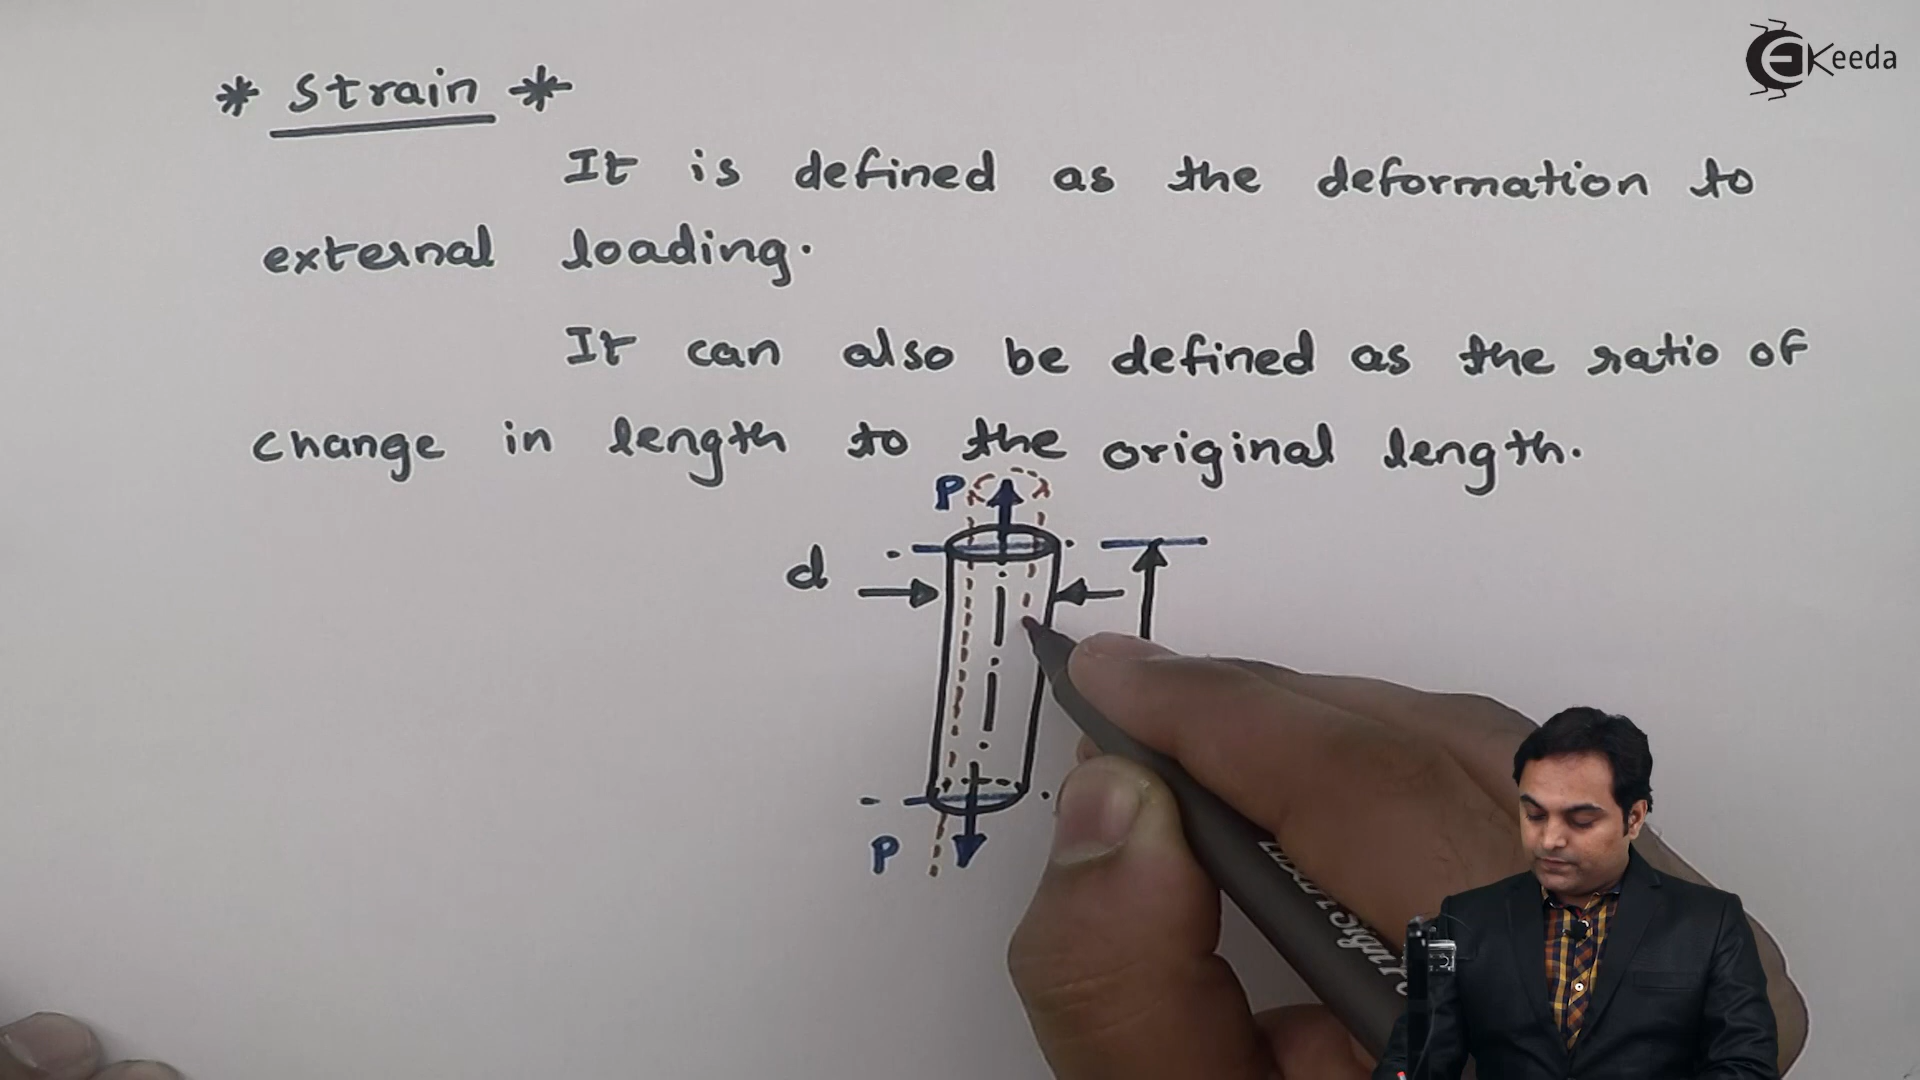 Keeda
* Strain *
It is defined as the deformation to
external loading.
It can also be defined as the ratio of
change in length to the original length.
P
d
P